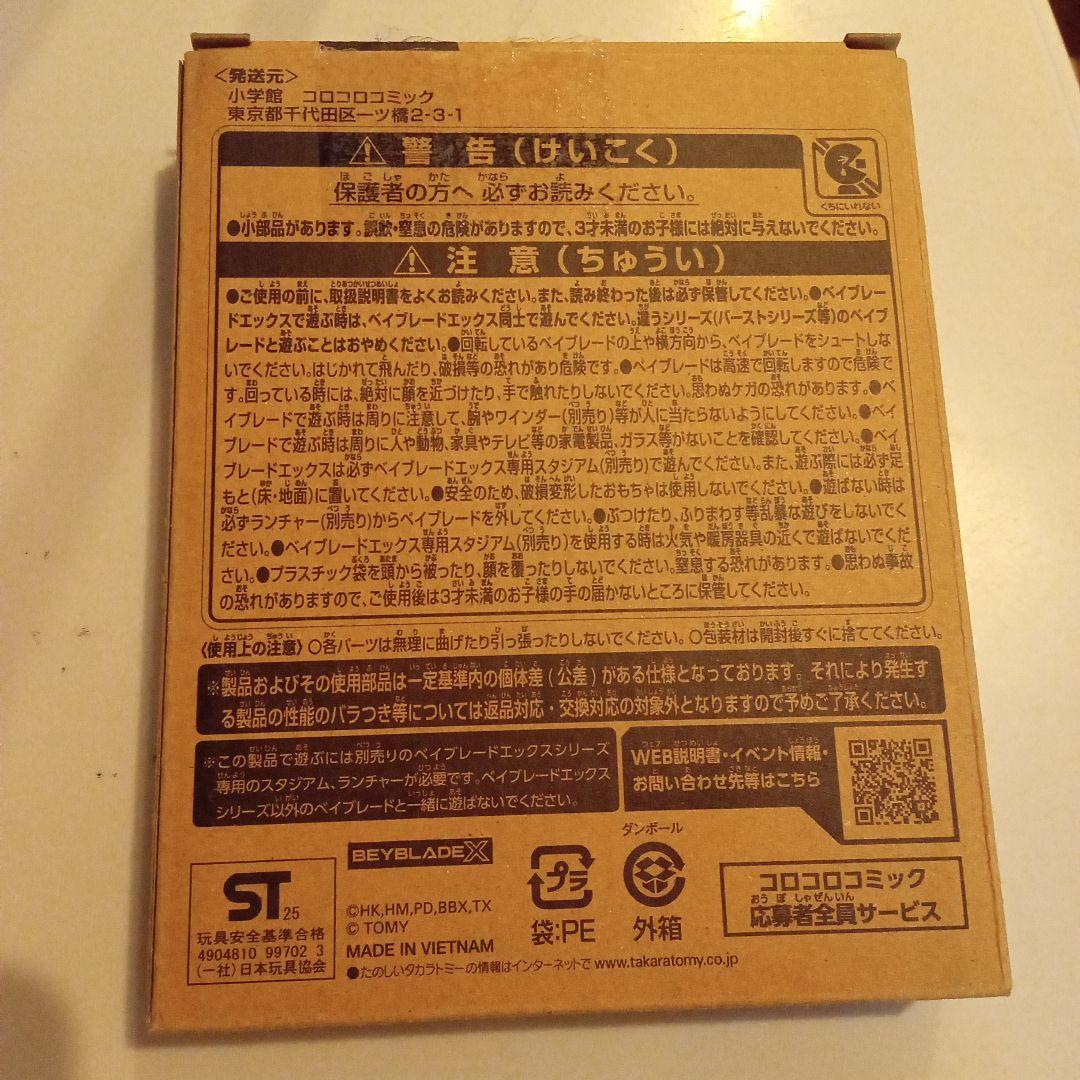 <発送元>
小学館 コロコロコミック
東京都千代田区一ツ橋2-3-1
警告(けいこく)
くちにいれない
保護者の方へ 必ずお読みください。
●小部品があります。誤飲・窒息の危険がありますので、3才未満のお子様には絶対に与えないでください。
注意(ちゅうい)
●ご使用の前に、取扱説明書をよくお読みください。また、読み終わった後は必ず保管してください。●ベイブレー
ドエックスで遊ぶ時は、ベイブレードエックス同士で遊んでください。違うシリーズ(バーストシリーズ等)のベイブ
レードと遊ぶことはおやめください。●回転しているベイブレードの上や横方向から、ベイブレードをシュートしな
いでください。はじかれて飛んだり、破損等の恐れがあり危険です。●ベイブレードは高速で回転しますので危険で
す。回っている時には、絶対に顔を近づけたり、手で触れたりしないでください。思わぬケガの恐れがあります。●ベ
イブレードで遊ぶ時は周りに注意して、腕やワインダー(別売り)等が人に当たらないようにしてください。●ベイ
ブレードで遊ぶ時は周りに人や動物、家具やテレビ等の家電製品、ガラス等がないことを確認してください。●ベイ
ブレードエックスは必ずベイブレードエックス専用スタジアム(別売り)で遊んでください。また、遊ぶ際には必ず足
もと(床・地面)に置いてください。●安全のため、破損変形したおもちゃは使用しないでください。●遊ばない時は
必ずランチャー(別売り)からベイブレードを外してください。●ぶつけたり、ふりまわす等乱暴な遊びをしないでく
ださい。●ベイブレードエックス専用スタジアム(別売り)を使用する時は火気や暖房器具の近くで遊ばないでくだ
さい。●プラスチック袋を頭から被ったり、顔を覆ったりしないでください。窒息する恐れがあります。●思わぬ事故
の恐れがありますので、ご使用後は3才未満のお子様の手の届かないところに保管してください。
〈使用上の注意〉○各パーツは無理に曲げたり引っ張ったりしないでください。○包装材は開封後すぐに捨ててください。
※製品およびその使用部品は一定基準内の個体差(公差)がある仕様となっております。それにより発生す
る製品の性能のバラつき等については返品対応・交換対応の対象外となりますので予めご了承ください。
※この製品で遊ぶには別売りのベイブレードエックスシリーズ
専用のスタジアム、ランチャーが必要です。ベイブレードエックス
シリーズ以外のベイブレードと一緒に遊ばないでください。
WEB説明書・イベント情報・
お問い合わせ先等はこちら
ST 25
玩具安全基準合格
4904810 99702 3
(一社)日本玩具協会
BEYBLADE X
©HK,HM,PD,BBX,TX
© TOMY
MADE IN VIETNAM
●たのしいタカラトミーの情報はインターネットで www.takaratomy.co.jp
プラ
袋:PE
ダンボール
外箱
コロコロコミック
応募者全員サービス